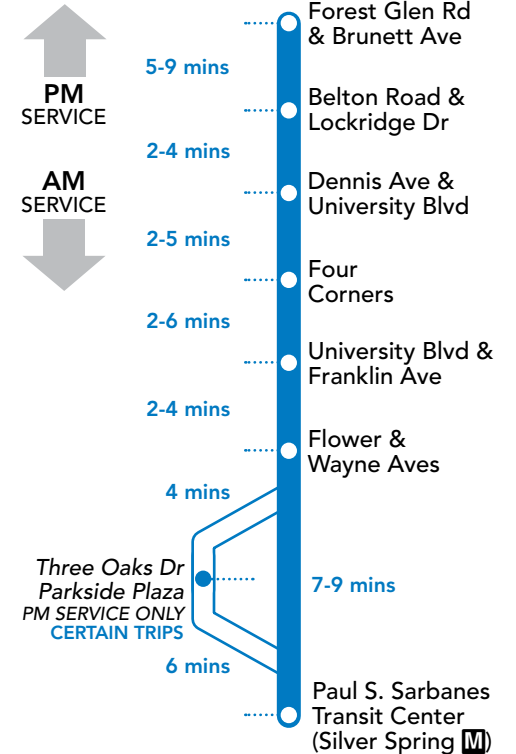 Forest Glen Rd
& Brunett Ave
5-9 mins
PM
SERVICE
Belton Road &
Lockridge Dr
2-4 mins
AM
SERVICE
Dennis Ave &
University Blvd
2-5 mins
Four
Corners
2-6 mins
University Blvd &
Franklin Ave
2-4 mins
Flower &
Wayne Aves
4 mins
Three Oaks Dr
Parkside Plaza
PM SERVICE ONLY
CERTAIN TRIPS
7-9 mins
6 mins
Paul S. Sarbanes
Transit Center
(Silver Spring M)